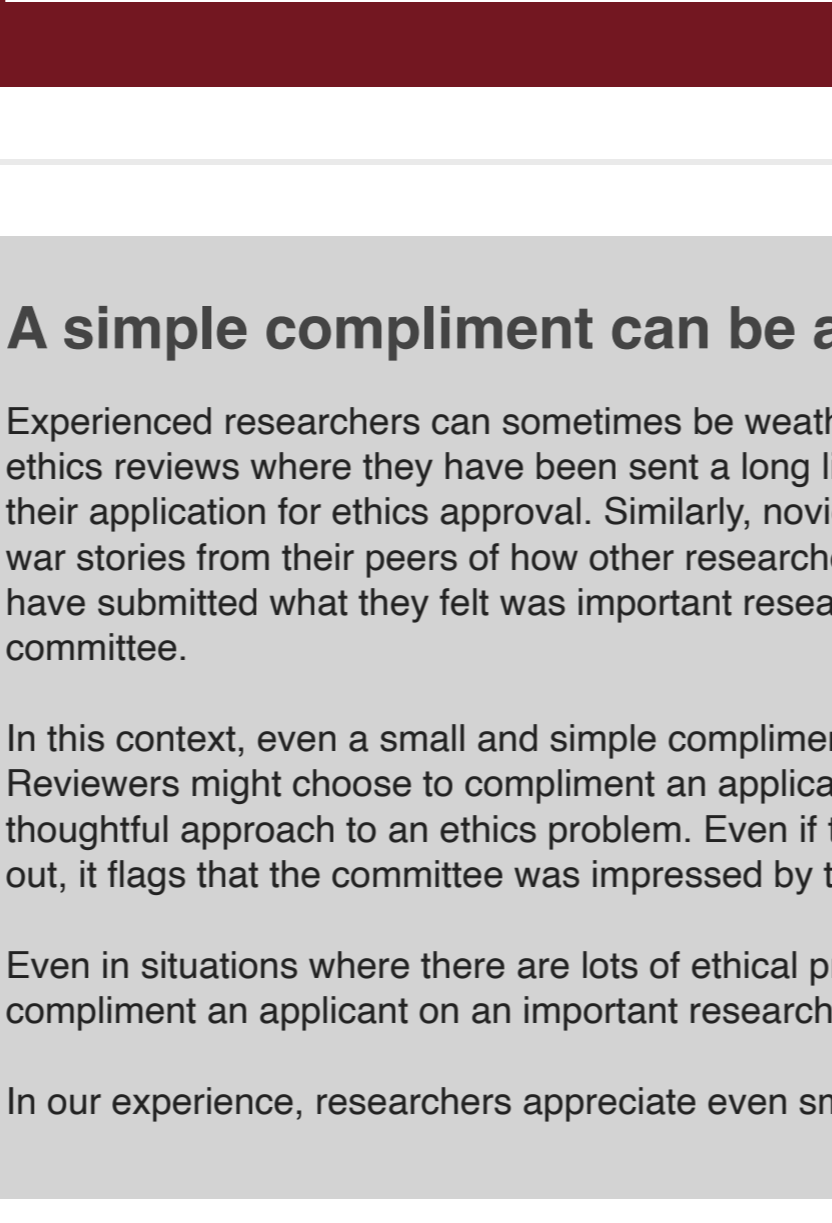 A simple compliment can be a
Experienced researchers can sometimes be weath
ethics reviews where they have been sent a long li
their application for ethics approval. Similarly, novi
war stories from their peers of how other research
have submitted what they felt was important resea
committee.
In this context, even a small and simple complimen
Reviewers might choose to compliment an applica
thoughtful approach to an ethics problem. Even if t
out, it flags that the committee was impressed by t
Even in situations where there are lots of ethical p
compliment an applicant on an important research
In our experience, researchers appreciate even sm